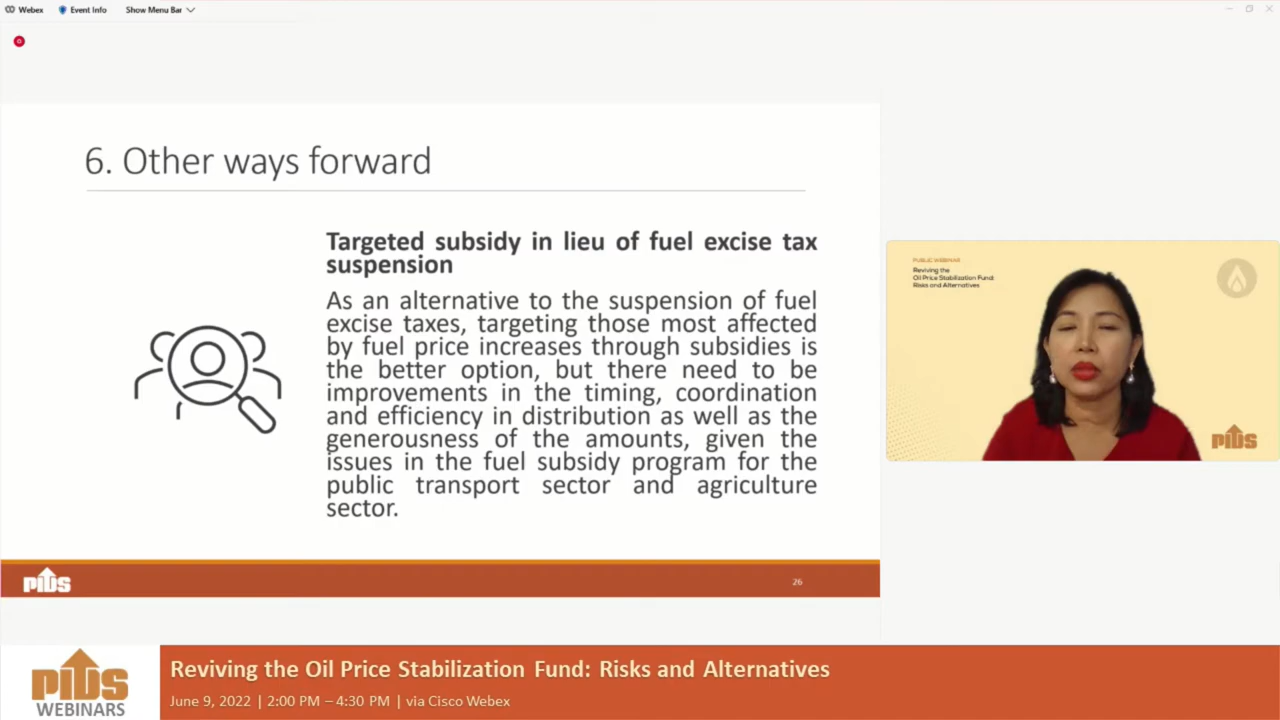 Webex Event Info Show Menu Bar
6. Other ways forward
Targeted subsidy in lieu of fuel excise tax
suspension
As an alternative to the suspension of fuel
excise taxes, targeting those most affected
by fuel price increases through subsidies is
the better option, but there need to be
improvements in the timing, coordination
and efficiency in distribution as well as the
generousness of the amounts, given the
issues in the fuel subsidy program for the
public transport sector and agriculture
sector.
PIDS
26
PUBLIC WEBINAR
Reviving the
Oil Price Stabilization Fund:
Risks and Alternatives
PIDS
PIDS
WEBINARS
Reviving the Oil Price Stabilization Fund: Risks and Alternatives
June 9, 2022 | 2:00 PM – 4:30 PM | via Cisco Webex